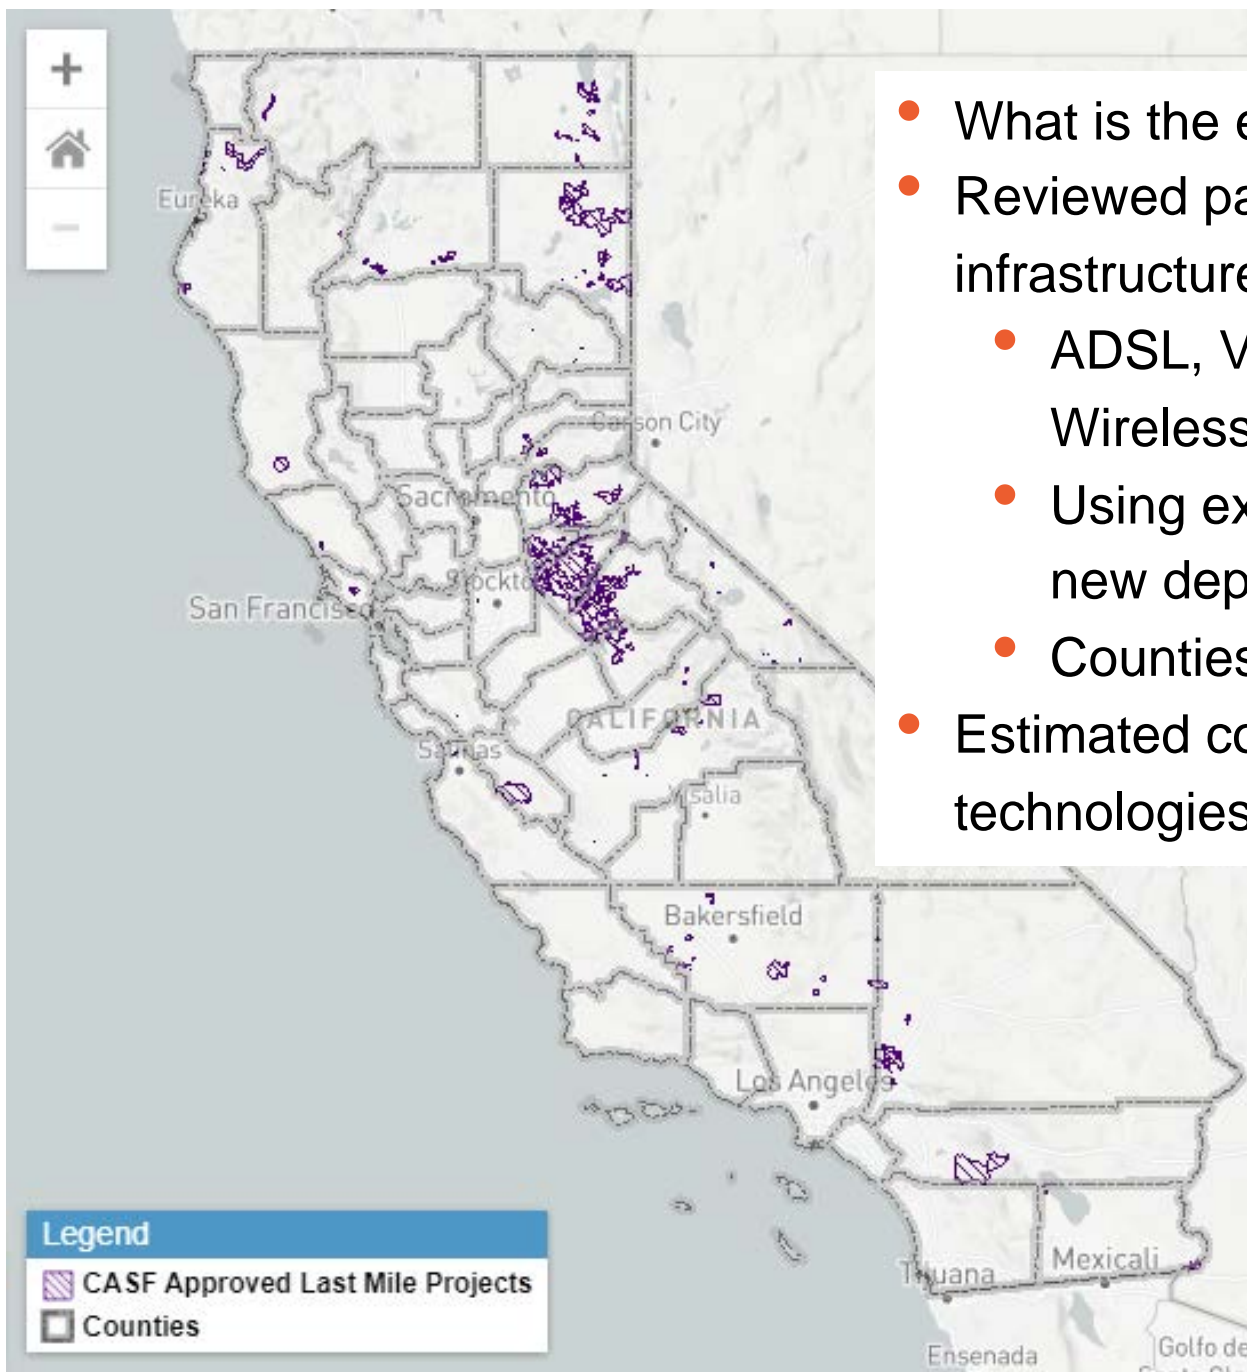 +
• What is the e
• Reviewed pa
infrastructure
• ADSL, V
Wireless
• Using ex
new dep
• Counties
• Estimated co
technologies
Eureka
Carson City
Sacramento
Stockto
San Francisco
CALIFORNIA
Salinas
Visalia
Bakersfield
Los Angeles
Tijuana
Mexicali
Ensenada
Golfo de
Legend
CASF Approved Last Mile Projects
Counties